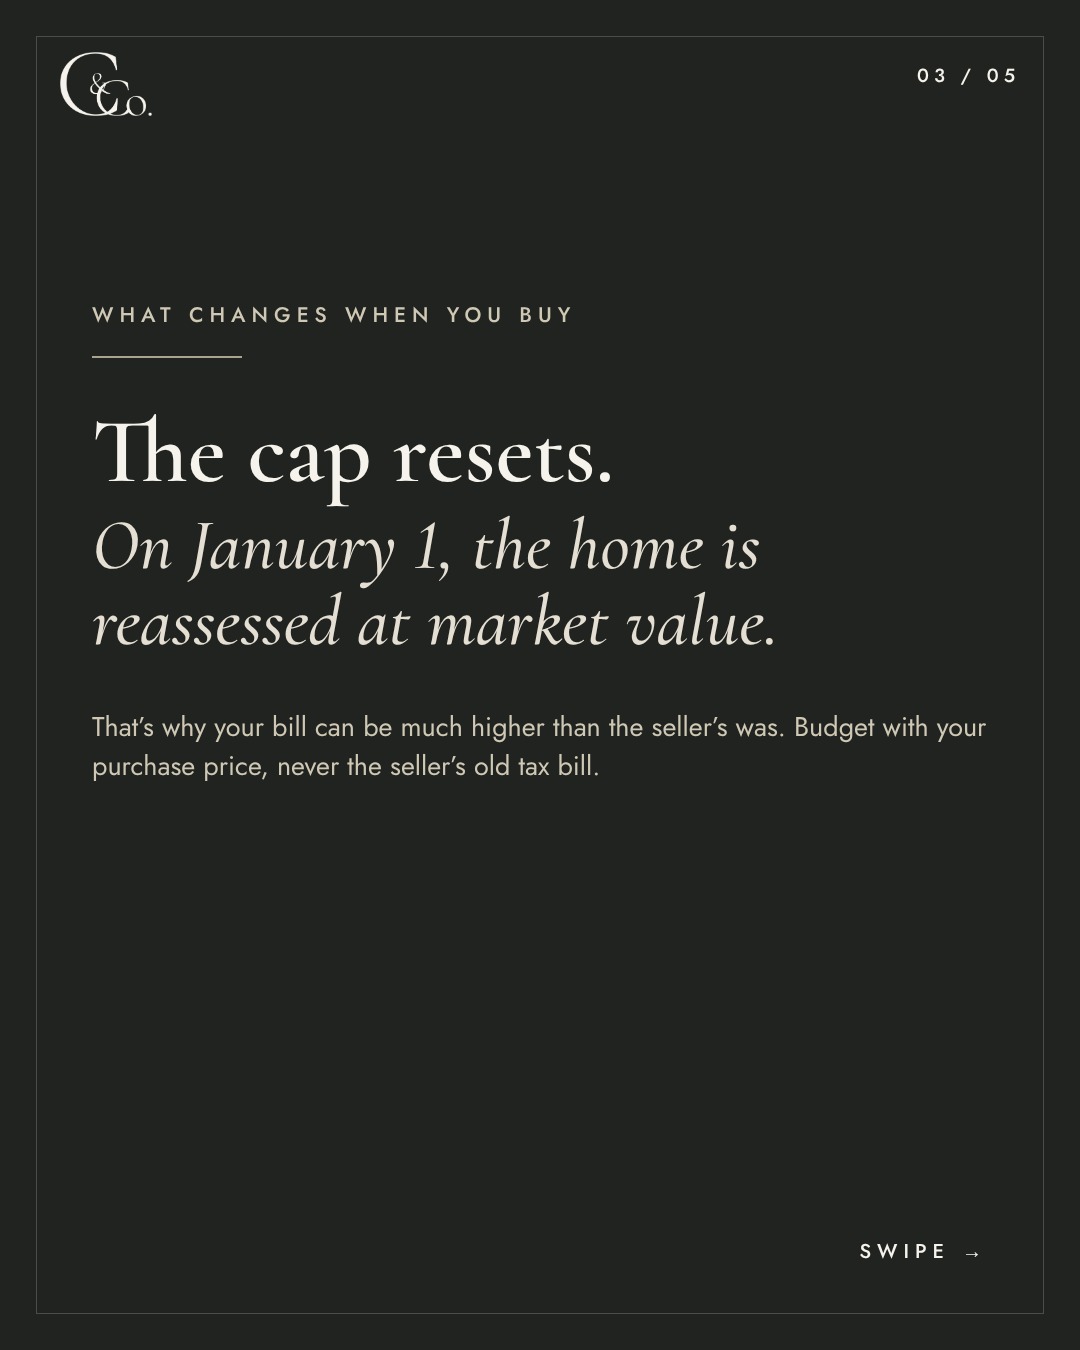 C&Co.
03 / 05
WHAT CHANGES WHEN YOU BUY
The cap resets.
On January 1, the home is
reassessed at market value.
That’s why your bill can be much higher than the seller’s was. Budget with your
purchase price, never the seller’s old tax bill.
SWIPE →